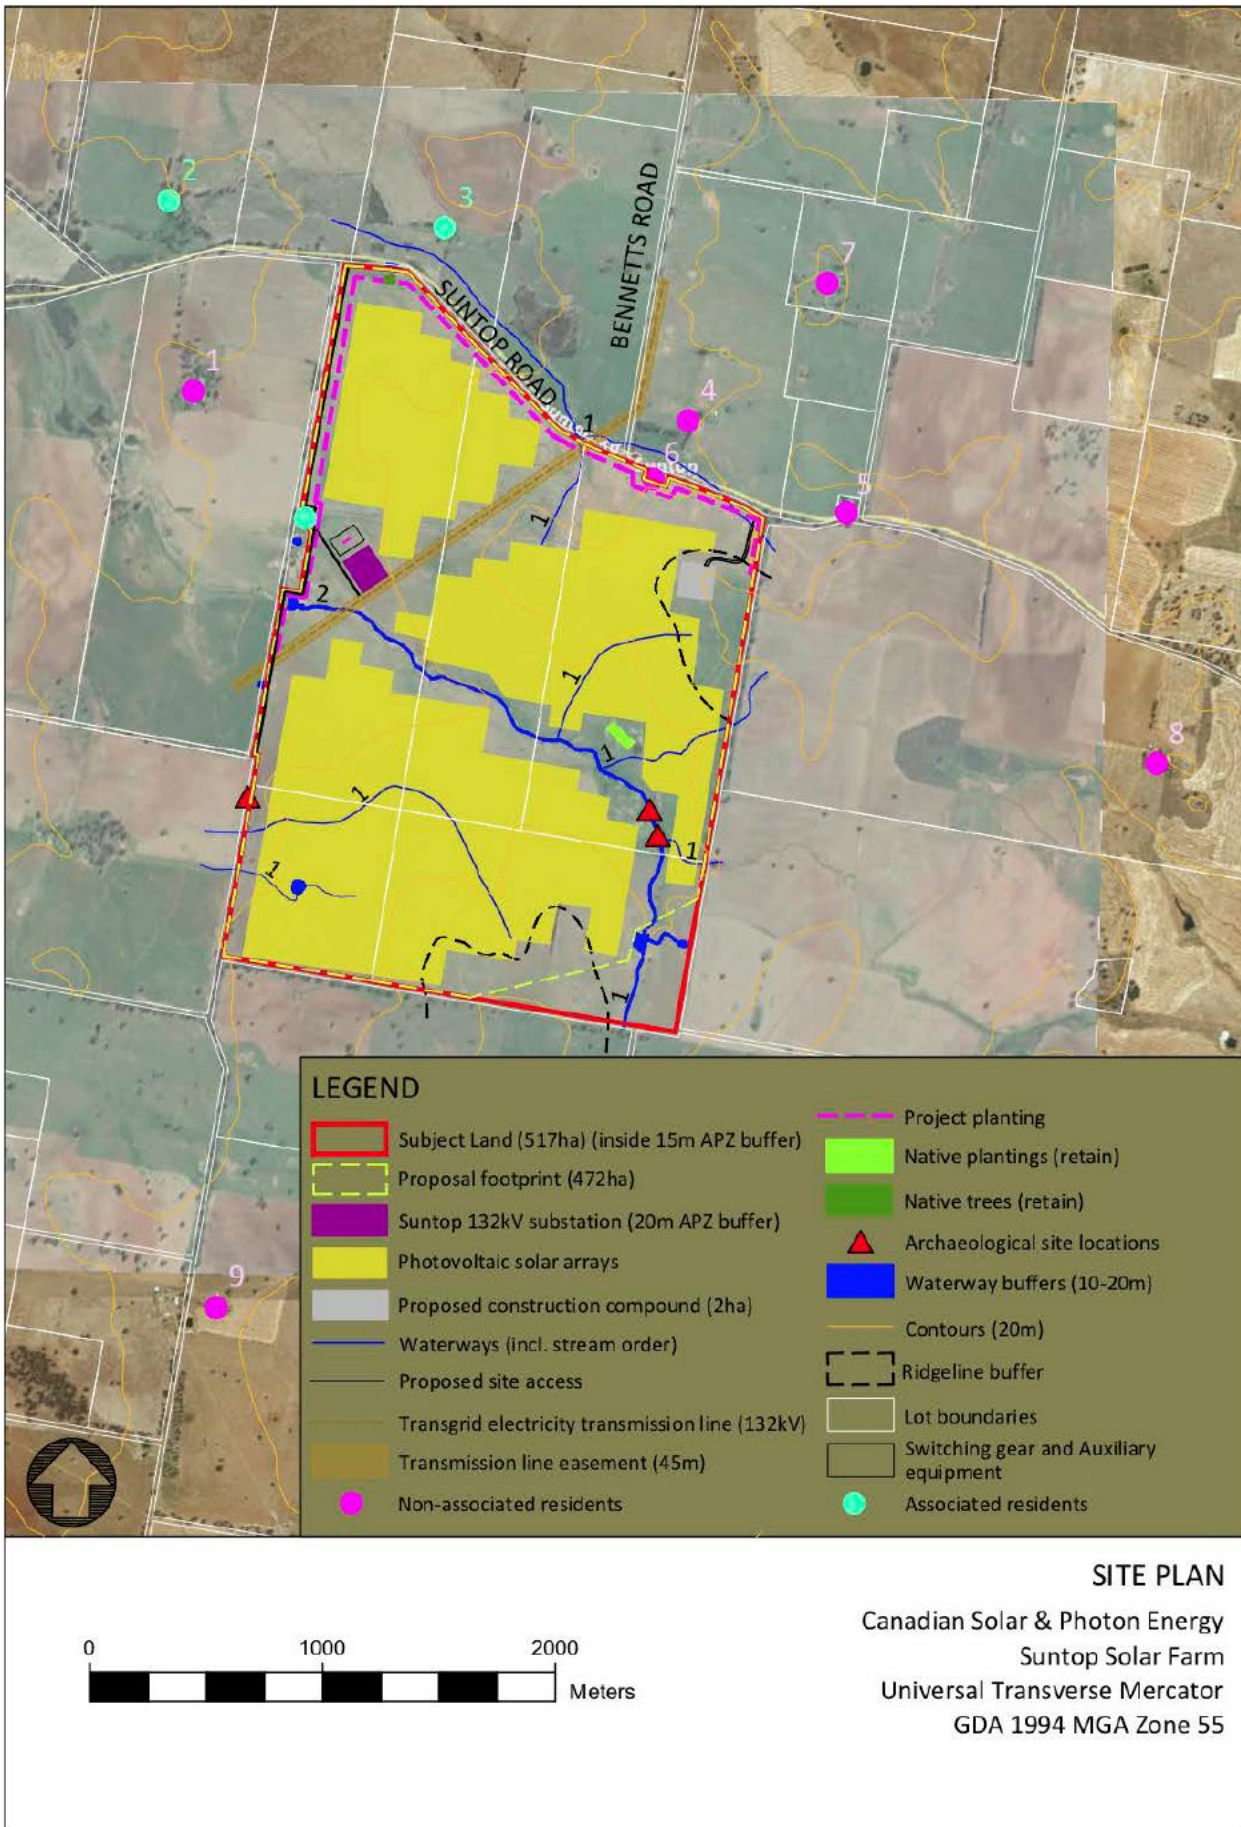 2
3
BENNETTS ROAD
7
SUNTOP ROAD
1
4
1
6
5
1
2
1
1
8
1
1
1
1
LEGEND
Subject Land (517ha) (inside 15m APZ buffer)
Proposal footprint (472ha)
Suntop 132kV substation (20m APZ buffer)
Photovoltaic solar arrays
Proposed construction compound (2ha)
Waterways (incl. stream order)
Proposed site access
Transgrid electricity transmission line (132kV)
Transmission line easement (45m)
Non-associated residents
Project planting
Native plantings (retain)
Native trees (retain)
Archaeological site locations
Waterway buffers (10-20m)
Contours (20m)
Ridgeline buffer
Lot boundaries
Switching gear and Auxiliary
equipment
Associated residents
9
SITE PLAN
Canadian Solar & Photon Energy
Suntop Solar Farm
Universal Transverse Mercator
GDA 1994 MGA Zone 55
0 1000 2000
Meters